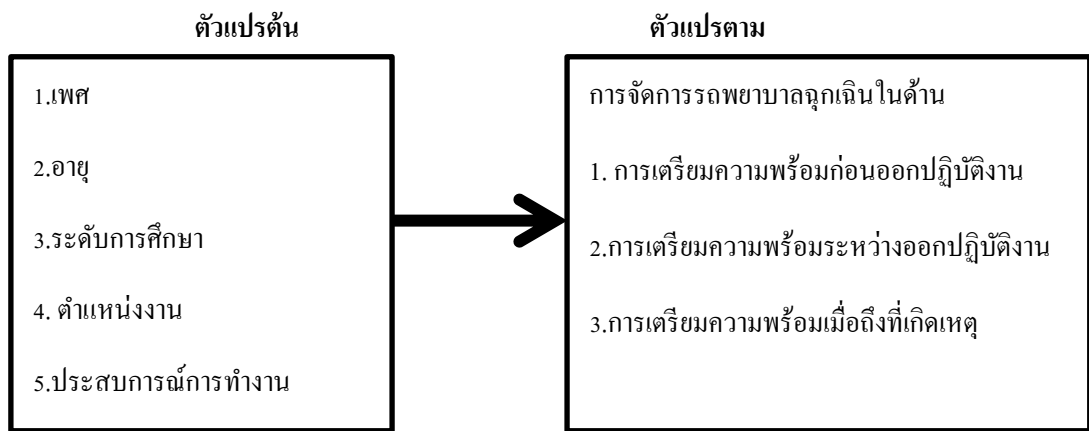 ตัวแปรต้น
1.เพศ
2.อายุ
3.ระดับการศึกษา
4. ตำแหน่งงาน
5.ประสบการณ์การทำงาน
ตัวแปรตาม
การจัดการรถพยาบาลฉุกเฉินในด้าน
1. การเตรียมความพร้อมก่อนออกปฏิบัติงาน
2.การเตรียมความพร้อมระหว่างออกปฏิบัติงาน
3.การเตรียมความพร้อมเมื่อถึงที่เกิดเหตุ